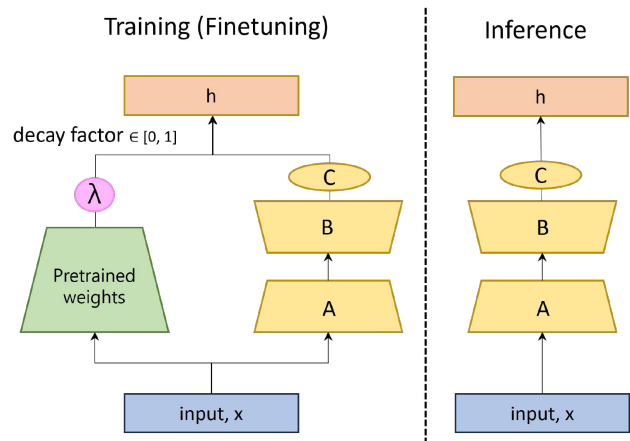 Training (Finetuning)
Inference
h
h
decay factor ∈ [0, 1]
λ
C
C
B
B
Pretrained
weights
A
A
input, x
input, x